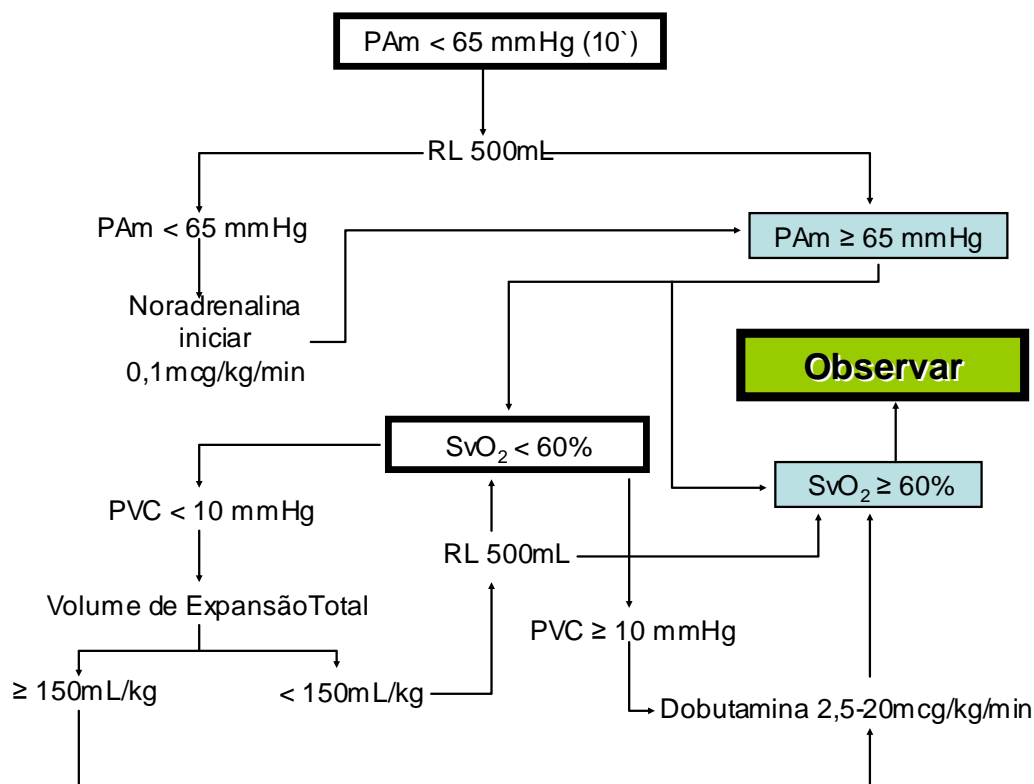 PAm < 65 mmHg (10`)
RL 500mL
PAm < 65 mmHg
PAm ≥ 65 mmHg
Noradrenalina
iniciar
0,1mcg/kg/min
Observar
SvO₂ < 60%
SvO₂ ≥ 60%
PVC < 10 mmHg
RL 500mL
Volume de ExpansãoTotal
PVC ≥ 10 mmHg
≥ 150mL/kg
< 150mL/kg
Dobutamina 2,5-20mcg/kg/min